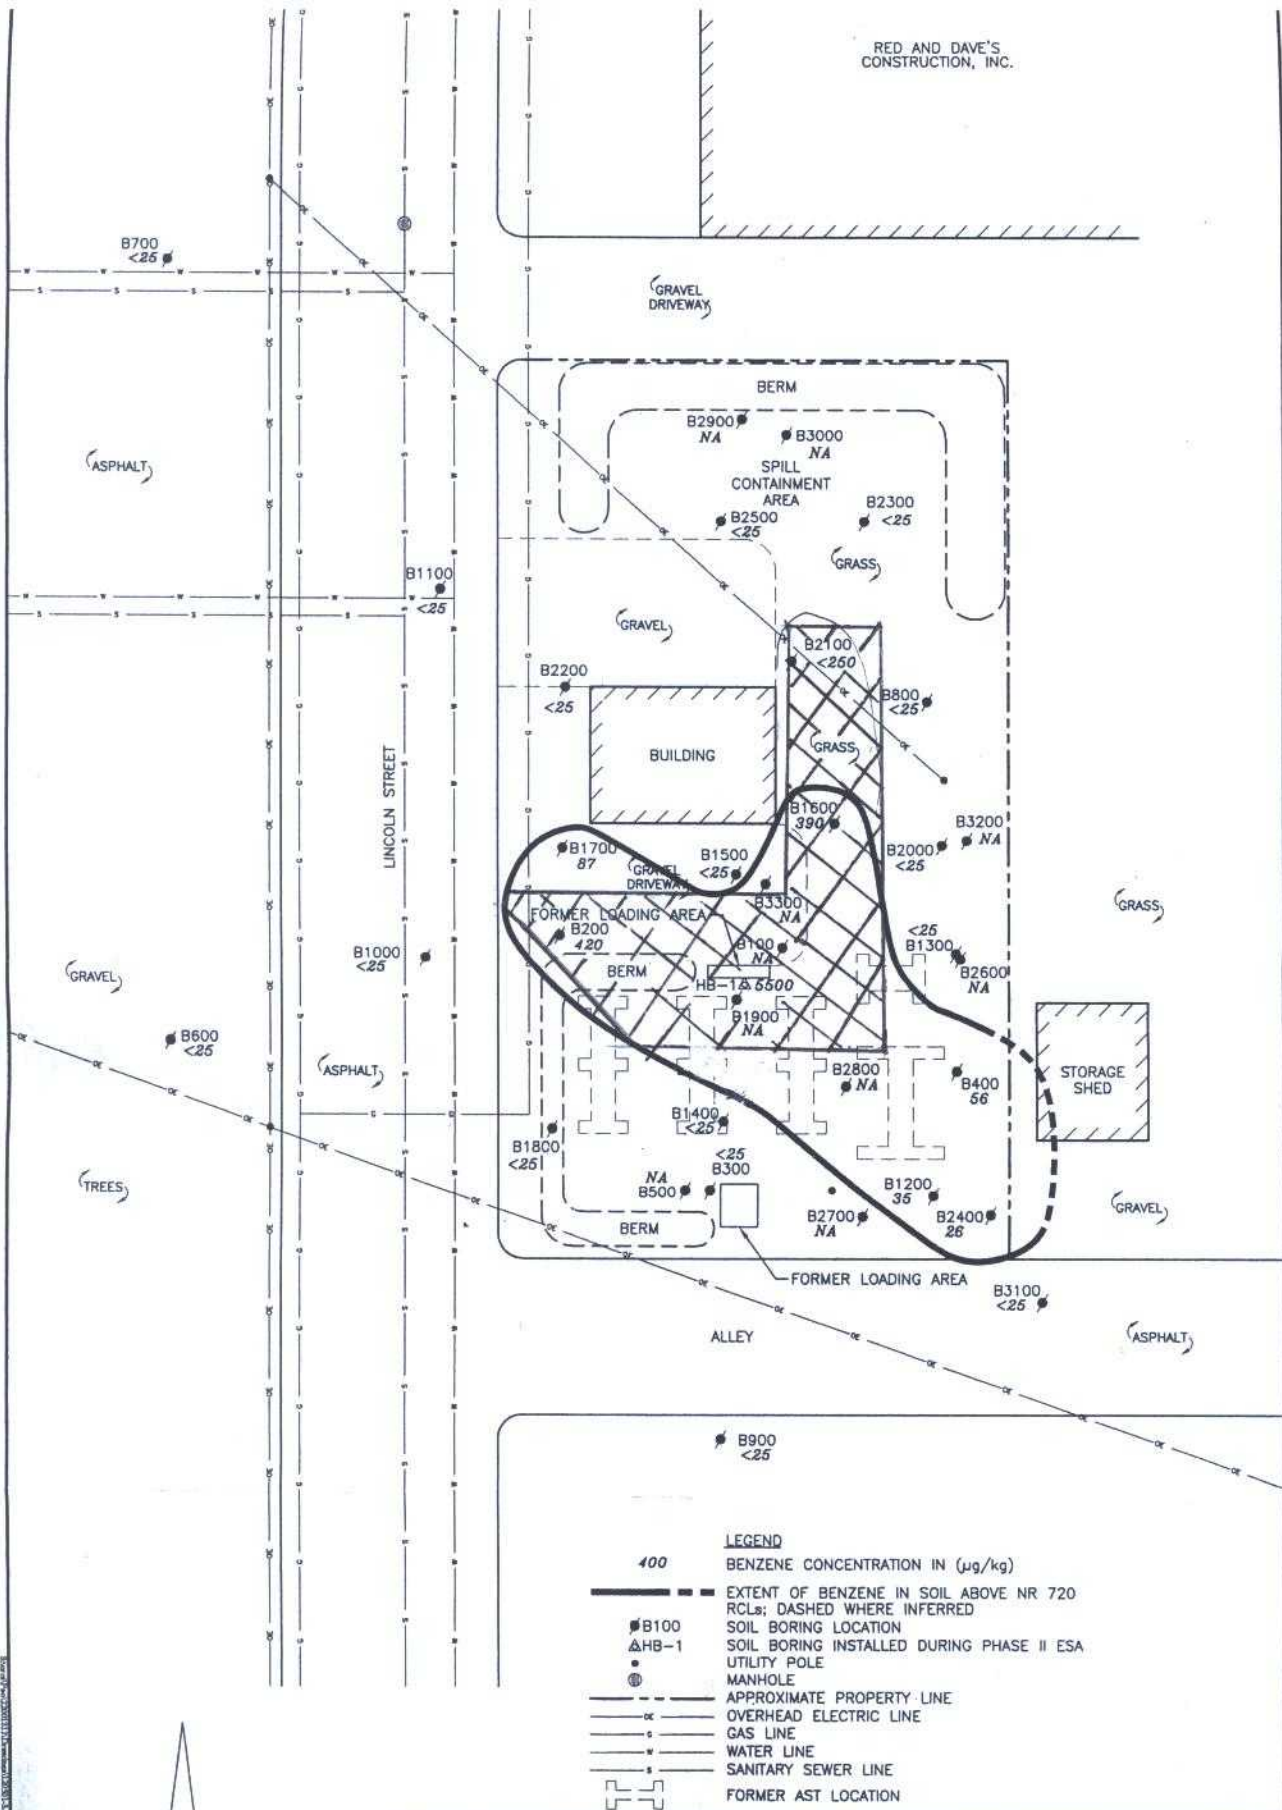 RED AND DAVE'S
CONSTRUCTION, INC.
B700
<25
GRAVEL
DRIVEWAY
BERM
B2900
NA
B3000
NA
ASPHALT
SPILL
CONTAINMENT
AREA
B2500
<25
B2300
<25
GRASS
B1100
<25
GRAVEL
B2100
<250
B2200
<25
B800
<25
LINCOLN STREET
BUILDING
GRASS
B1600
390
B1700
87
B1500
<25
B2000
<25
B3200
NA
GRAVEL
DRIVEWAY
B3300
NA
GRASS
FORMER LOADING AREA
B200
420
B100
NA
<25
B1300
B1000
<25
GRAVEL
BERM
HB-1
5500
B2600
NA
B1900
NA
B600
<25
ASPHALT
B2800
NA
B400
56
STORAGE
SHED
B1400
<25
B1800
<25
TREES
NA
B500
<25
B300
B1200
35
B2400
26
GRAVEL
BERM
B2700
NA
FORMER LOADING AREA
B3100
<25
ALLEY
ASPHALT
B900
<25
LEGEND
400 BENZENE CONCENTRATION IN (µg/kg)
EXTENT OF BENZENE IN SOIL ABOVE NR 720
RCLs; DASHED WHERE INFERRED
B100 SOIL BORING LOCATION
HB-1 SOIL BORING INSTALLED DURING PHASE II ESA
UTILITY POLE
MANHOLE
APPROXIMATE PROPERTY LINE
OE OVERHEAD ELECTRIC LINE
G GAS LINE
W WATER LINE
S SANITARY SEWER LINE
FORMER AST LOCATION